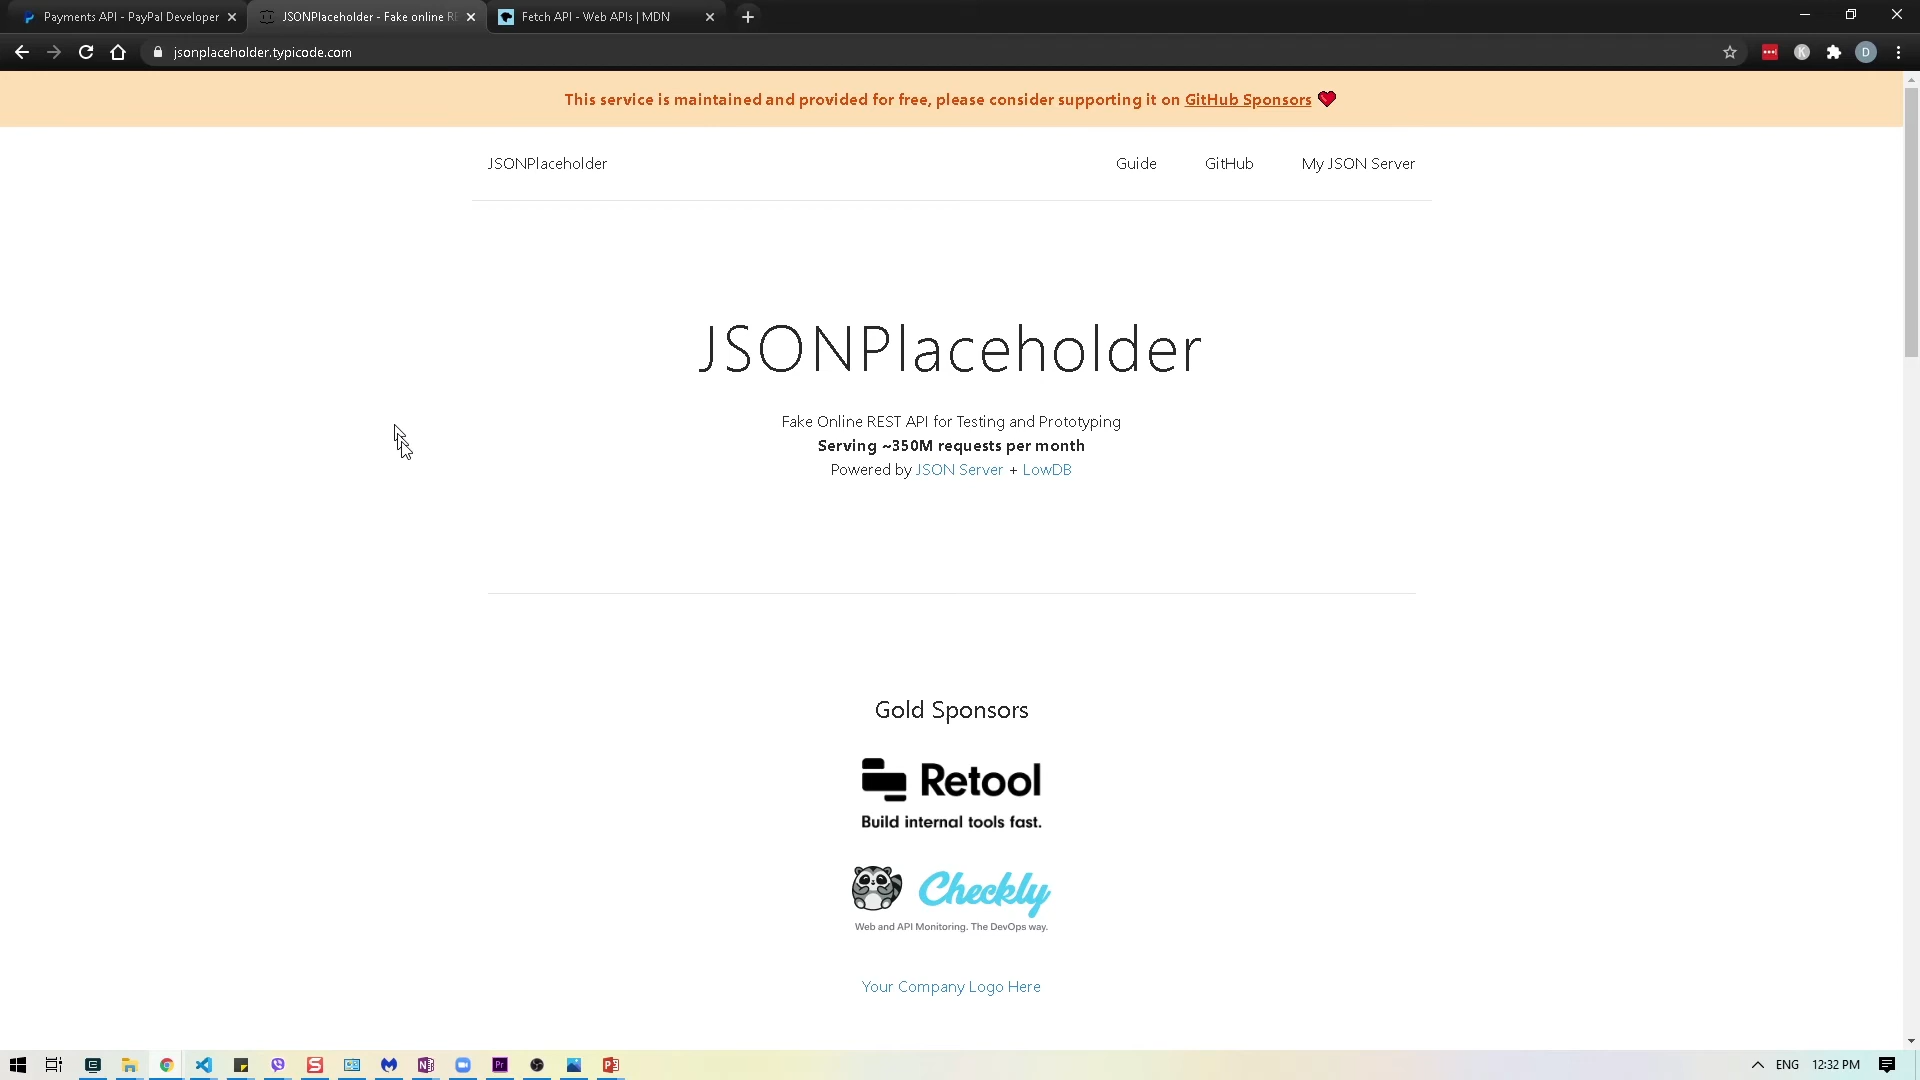 Payments API - PayPal Developer
JSONPlaceholder - Fake online RE
Fetch API - Web APIs | MDN
jsonplaceholder.typicode.com
K
D
This service is maintained and provided for free, please consider supporting it on GitHub Sponsors
JSONPlaceholder
Guide
GitHub
My JSON Server
JSONPlaceholder
Fake Online REST API for Testing and Prototyping
Serving ~350M requests per month
Powered by JSON Server + LowDB
Gold Sponsors
Retool
Build internal tools fast.
Checkly
Web and API Monitoring. The DevOps way.
Your Company Logo Here
ENG
12:32 PM